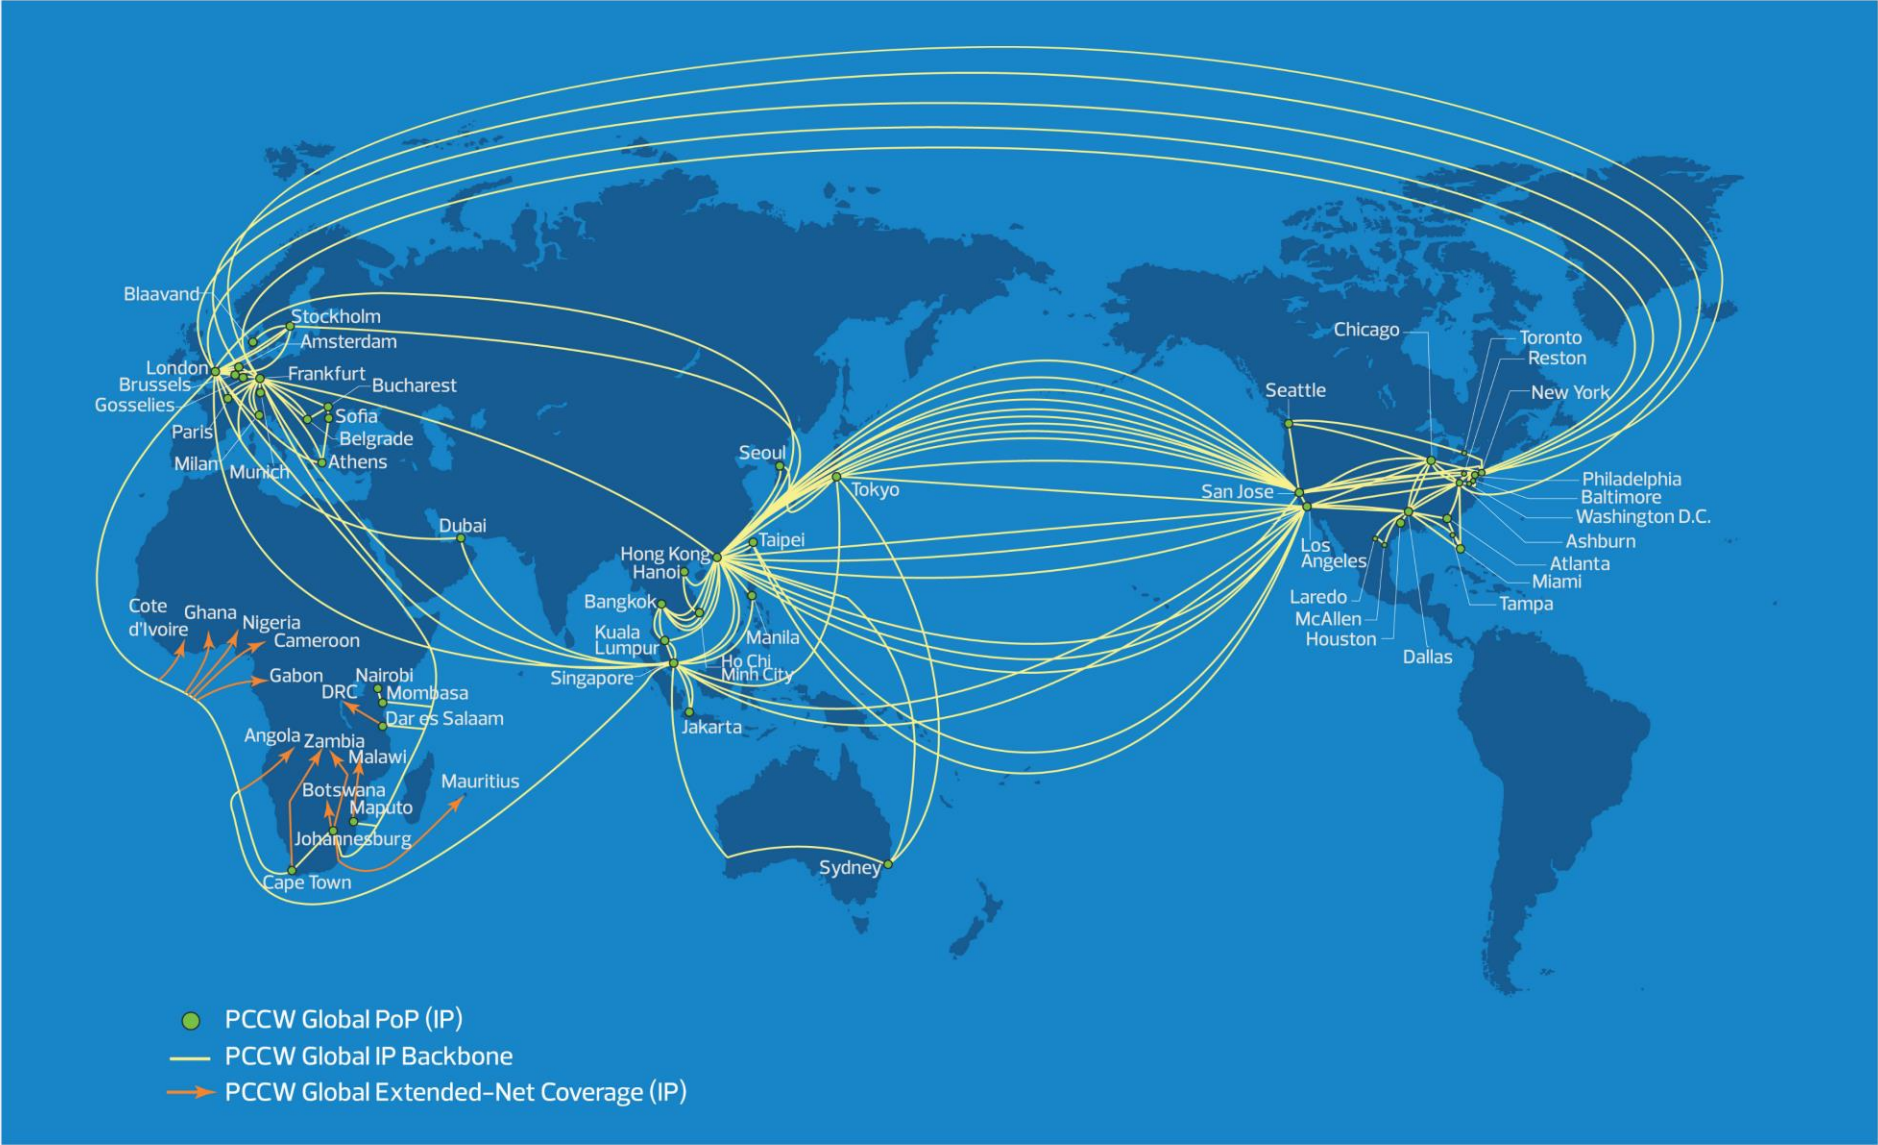 Blaavand
Stockholm
Amsterdam
London
Frankfurt
Brussels
Bucharest
Gosselies
Sofia
Paris
Belgrade
Milan
Munich
Athens
Dubai
Seoul
Tokyo
Taipei
Hong Kong
Hanoi
Bangkok
Kuala
Lumpur
Manila
Ho Chi
Minh City
Singapore
Jakarta
Sydney
Cote
d'Ivoire
Ghana
Nigeria
Cameroon
Gabon
Nairobi
DRC
Mombasa
Dar es Salaam
Angola
Zambia
Malawi
Botswana
Maputo
Mauritius
Johannesburg
Cape Town
Chicago
Toronto
Reston
Seattle
New York
San Jose
Philadelphia
Baltimore
Washington D.C.
Los
Angeles
Ashburn
Atlanta
Miami
Laredo
Tampa
McAllen
Houston
Dallas
PCCW Global PoP (IP)
PCCW Global IP Backbone
PCCW Global Extended-Net Coverage (IP)